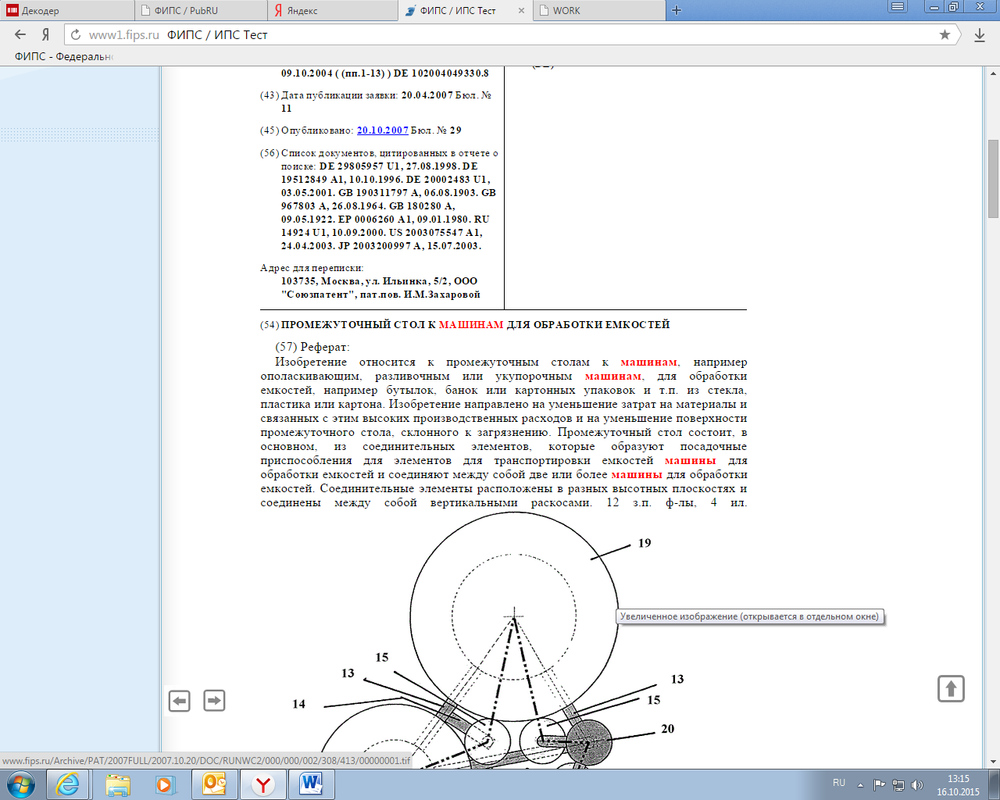 Декодер
ФИПС / PubRU
Яндекс
ФИПС / ИПС Тест
WORK
www1.fips.ru ФИПС / ИПС Тест
ФИПС - Федеральн
09.10.2004 ( (пп.1-13) ) DE 102004049330.8
(43) Дата публикации заявки: 20.04.2007 Бюл. №
11
(45) Опубликовано: 20.10.2007 Бюл. № 29
(56) Список документов, цитированных в отчете о
поиске: DE 29805957 U1, 27.08.1998. DE
19512849 A1, 10.10.1996. DE 20002483 U1,
03.05.2001. GB 190311797 A, 06.08.1903. GB
967803 A, 26.08.1964. GB 180280 A,
09.05.1922. EP 0006260 A1, 09.01.1980. RU
14924 U1, 10.09.2000. US 2003075547 A1,
24.04.2003. JP 2003200997 A, 15.07.2003.
Адрес для переписки:
103735, Москва, ул. Ильинка, 5/2, ООО
"Союзпатент", пат.пов. И.М.Захаровой
(54) ПРОМЕЖУТОЧНЫЙ СТОЛ К МАШИНАМ ДЛЯ ОБРАБОТКИ ЕМКОСТЕЙ
(57) Реферат:
Изобретение относится к промежуточным столам к машинам, например
ополаскивающим, разливочным или укупорочным машинам, для обработки
емкостей, например бутылок, банок или картонных упаковок и т.п. из стекла,
пластика или картона. Изобретение направлено на уменьшение затрат на материалы и
связанных с этим высоких производственных расходов и на уменьшение поверхности
промежуточного стола, склонного к загрязнению. Промежуточный стол состоит, в
основном, из соединительных элементов, которые образуют посадочные
приспособления для элементов для транспортировки емкостей машины для
обработки емкостей и соединяют между собой две или более машины для обработки
емкостей. Соединительные элементы расположены в разных высотных плоскостях и
соединены между собой вертикальными раскосами. 12 з.п. ф-лы, 4 ил.
19
Увеличенное изображение (открывается в отдельном окне)
15
13
13
14
15
20
www.fips.ru/Archive/PAT/2007FULL/2007.10.20/DOC/RUNWC2/000/000/002/308/413/00000001.tif
RU
13:15
16.10.2015